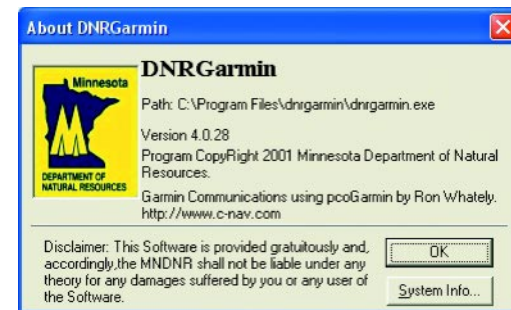 About DNRGarmin
Minnesota
DEPARTMENT OF
NATURAL RESOURCES
DNRGarmin
Path: C:\Program Files\dnrgarmin\dnrgarmin.exe
Version 4.0.28
Program CopyRight 2001 Minnesota Department of Natural
Resources.
Garmin Communications using pcoGarmin by Ron Whately.
http://www.c-nav.com
Disclaimer: This Software is provided gratuitously and,
accordingly,the MNDNR shall not be liable under any
theory for any damages suffered by you or any user of
the Software.
OK
System Info...